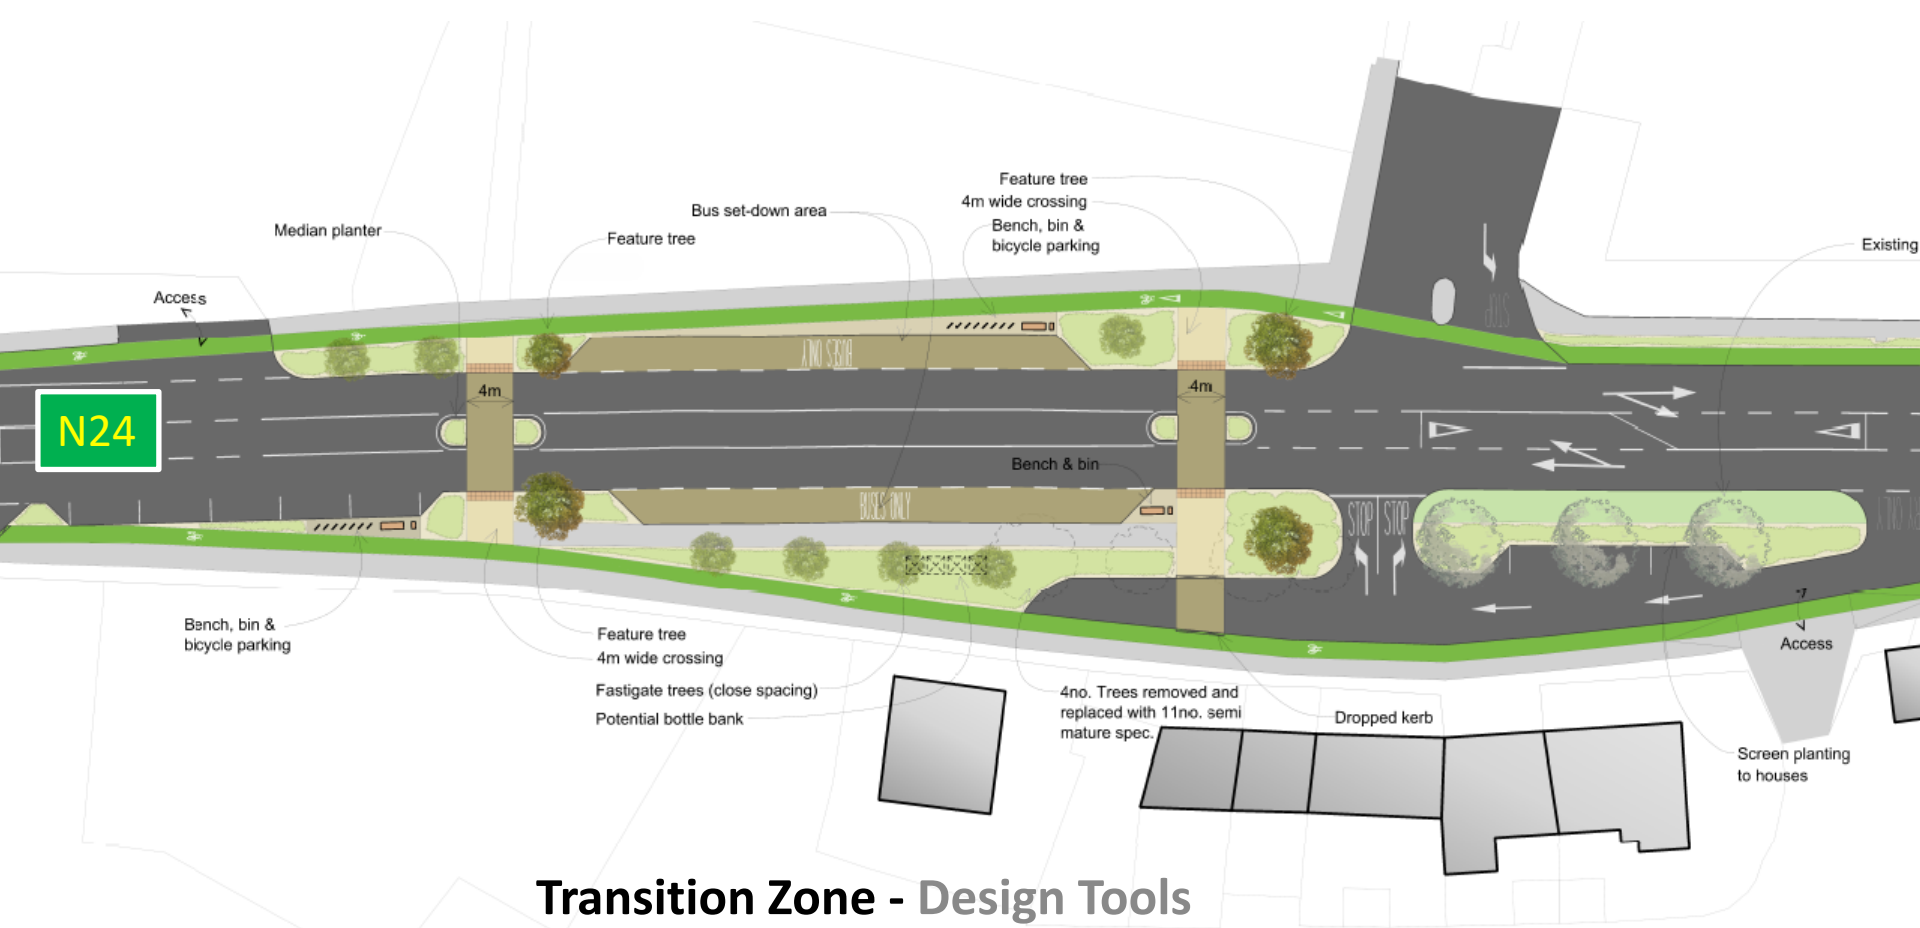 Feature tree
4m wide crossing
Bus set-down area
Bench, bin &
bicycle parking
Median planter
Feature tree
Existing
Access
BUSES ONLY
STOP
4m
4m
N24
Bench & bin
BUSES ONLY
STOP STOP
Bench, bin &
bicycle parking
Feature tree
4m wide crossing
Access
Fastigate trees (close spacing)
Potential bottle bank
4no. Trees removed and
replaced with 11no. semi
mature spec.
Dropped kerb
Screen planting
to houses
Transition Zone - Design Tools